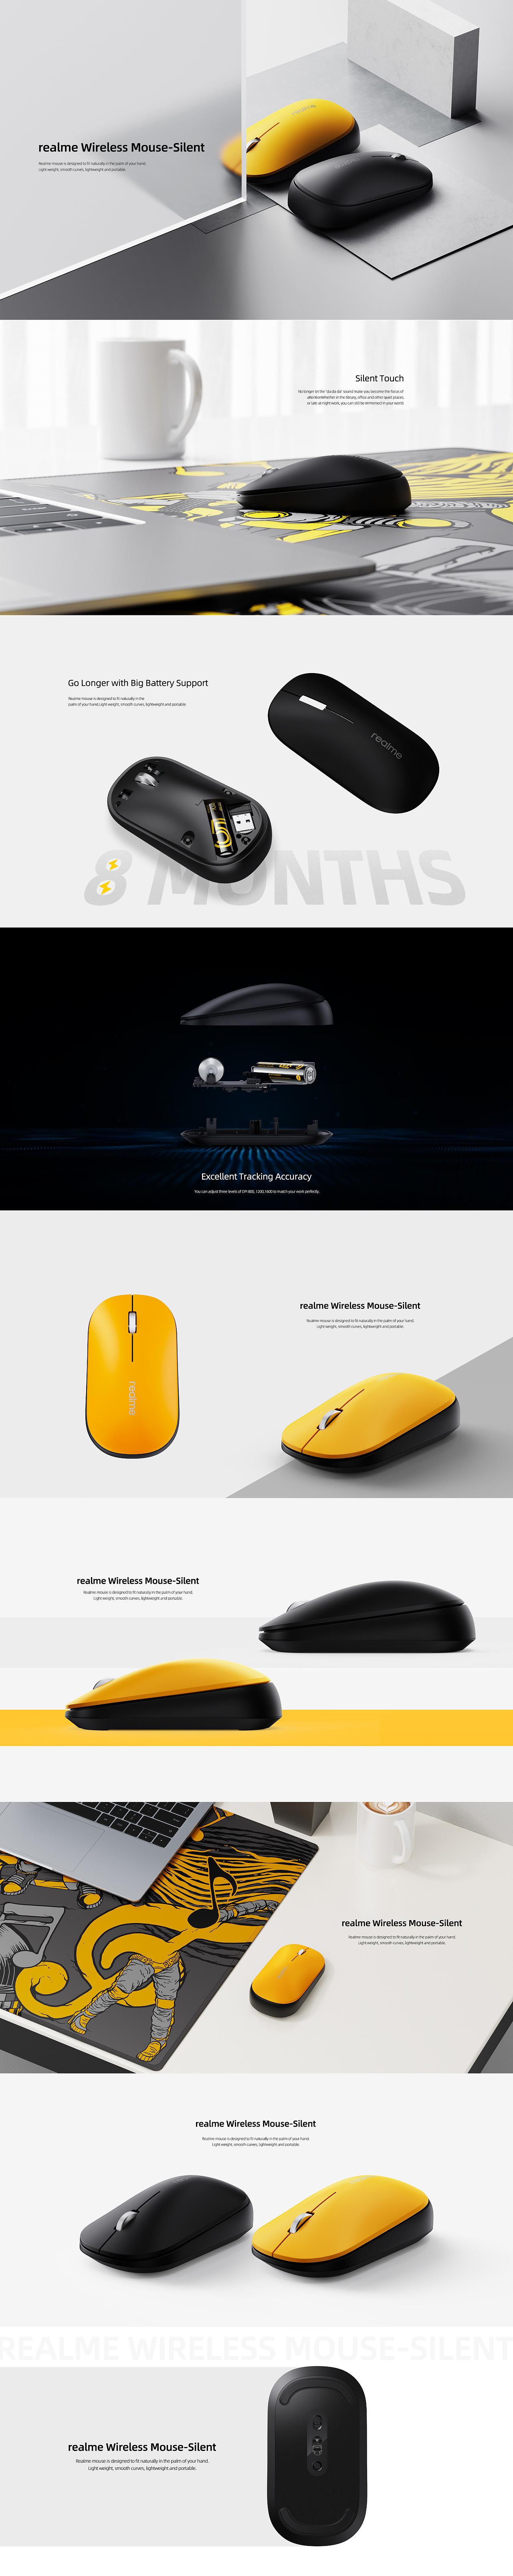 realme Wireless Mouse-Silent
Realme mouse is designed to fit naturally in the palm of your hand.
Light weight, smooth curves, lightweight and portable.
realme
Silent Touch
No longer let the "da da da" sound make you become the focus of
attentionWhether in the library, office and other quiet places,
or late at night work, you can still be immersed in your world.
Go Longer with Big Battery Support
Realme mouse is designed to fit naturally in the
palm of your hand.Light weight, smooth curves, lightweight and portable.
realme
8 MONTHS
Excellent Tracking Accuracy
You can adjust three levels of DPI 800, 1200,1600 to match your work perfectly.
realme
realme Wireless Mouse-Silent
Realme mouse is designed to fit naturally in the palm of your hand.
Light weight, smooth curves, lightweight and portable.
realme Wireless Mouse-Silent
Realme mouse is designed to fit naturally in the palm of your hand.
Light weight, smooth curves, lightweight and portable.
realme Wireless Mouse-Silent
Realme mouse is designed to fit naturally in the palm of your hand.
Light weight, smooth curves, lightweight and portable.
realme Wireless Mouse-Silent
Realme mouse is designed to fit naturally in the palm of your hand.
Light weight, smooth curves, lightweight and portable.
REALME WIRELESS MOUSE-SILENT
realme Wireless Mouse-Silent
Realme mouse is designed to fit naturally in the palm of your hand.
Light weight, smooth curves, lightweight and portable.